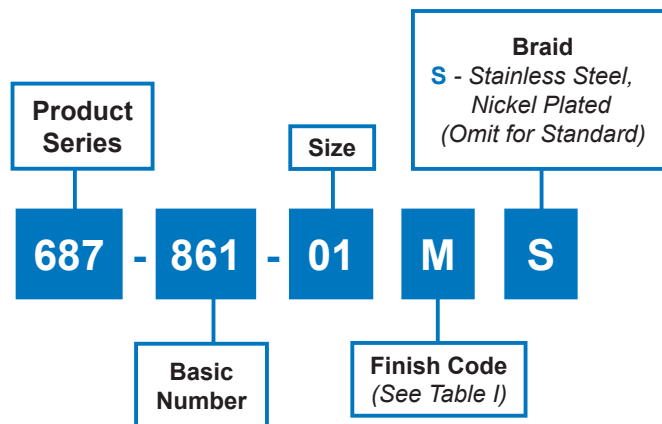 Braid
S - Stainless Steel,
Nickel Plated
(Omit for Standard)
Product
Series
Size
687 - 861 - 01 M S
Basic
Number
Finish Code
(See Table I)